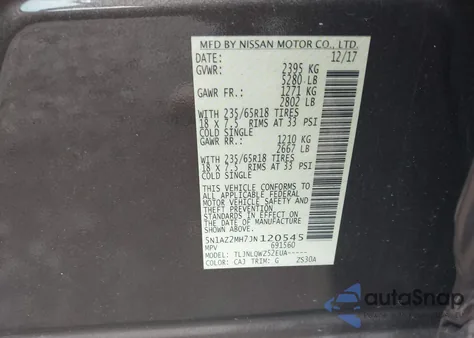 MFD BY NISSAN MOTOR CO., LTD.
DATE: 12/17
GVWR: 2395 KG
5280 LB
GAWR FR.: 1271 KG
2802 LB
WITH 235/65R18 TIRES
18 X 7.5 RIMS AT 33 PSI
COLD SINGLE
GAWR RR.: 1210 KG
2667 LB
WITH 235/65R18 TIRES
18 X 7.5 RIMS AT 33 PSI
COLD SINGLE
THIS VEHICLE CONFORMS TO
ALL APPLICABLE FEDERAL
MOTOR VEHICLE SAFETY
STANDARDS IN EFFECT ON
THE DATE OF MANUFACTURE
SHOWN ABOVE.
5N1AZ2MH7JN120545
MPV 691560
MODEL: TLJNLQWZ52EUA-----
COLOR: CAJ TRIM: G 2S30A
autoSnap